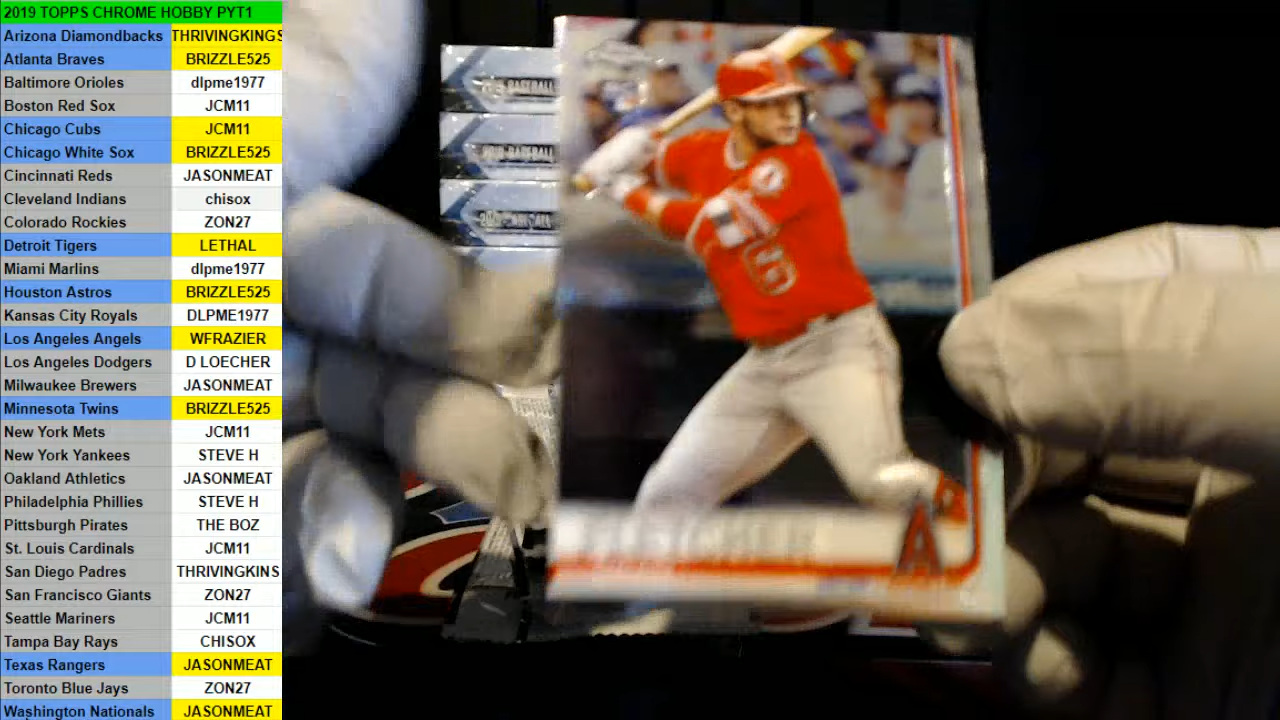 2019 TOPPS CHROME HOBBY PYT1
Arizona Diamondbacks THRIVINGKINGS
Atlanta Braves BRIZZLE525
Baltimore Orioles dlpme1977
Boston Red Sox JCM11
Chicago Cubs JCM11
Chicago White Sox BRIZZLE525
Cincinnati Reds JASONMEAT
Cleveland Indians chisox
Colorado Rockies ZON27
Detroit Tigers LETHAL
Miami Marlins dlpme1977
Houston Astros BRIZZLE525
Kansas City Royals DLPME1977
Los Angeles Angels WFRAZIER
Los Angeles Dodgers D LOECHER
Milwaukee Brewers JASONMEAT
Minnesota Twins BRIZZLE525
New York Mets JCM11
New York Yankees STEVE H
Oakland Athletics JASONMEAT
Philadelphia Phillies STEVE H
Pittsburgh Pirates THE BOZ
St. Louis Cardinals JCM11
San Diego Padres THRIVINGKINS
San Francisco Giants ZON27
Seattle Mariners JCM11
Tampa Bay Rays CHISOX
Texas Rangers JASONMEAT
Toronto Blue Jays ZON27
Washington Nationals JASONMEAT
BASEBALL
BASEBALL
6
FLETCHER
A